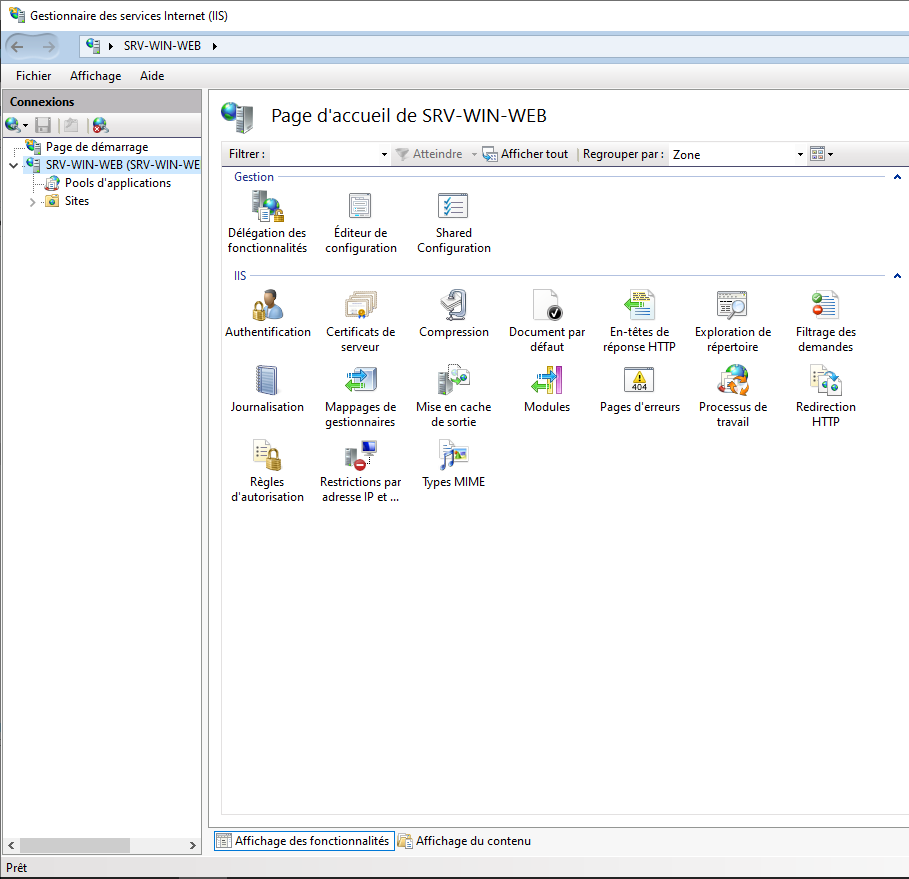 Gestionnaire des services Internet (IIS)
SRV-WIN-WEB
Fichier Affichage Aide
Connexions
Page de démarrage
SRV-WIN-WEB (SRV-WIN-WE
Pools d'applications
Sites
Page d'accueil de SRV-WIN-WEB
Filtrer : Atteindre Afficher tout Regrouper par : Zone
Gestion
Délégation des
fonctionnalités
Éditeur de
configuration
Shared
Configuration
IIS
Authentification
Certificats de
serveur
Compression
Document par
défaut
En-têtes de
réponse HTTP
Exploration de
répertoire
Filtrage des
demandes
Journalisation
Mappages de
gestionnaires
Mise en cache
de sortie
Modules
404
Pages d'erreurs
Processus de
travail
Redirection
HTTP
Règles
d'autorisation
Restrictions par
adresse IP et ...
Types MIME
Affichage des fonctionnalités Affichage du contenu
Prêt